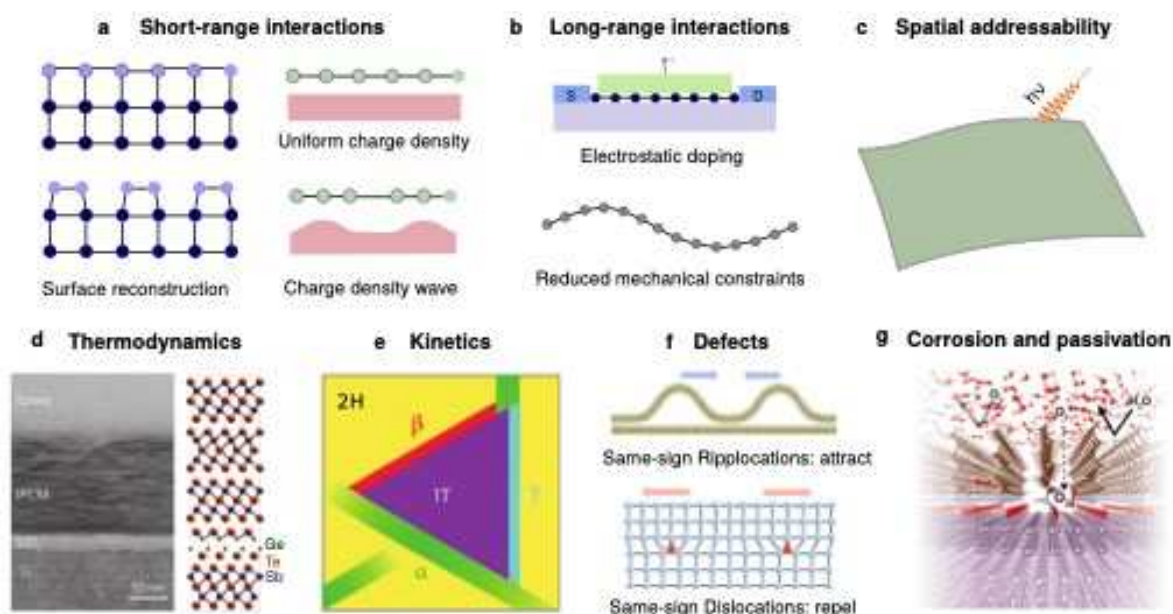 a Short-range interactions
b Long-range interactions
c Spatial addressability
Uniform charge density
Surface reconstruction
Charge density wave
S
D
Electrostatic doping
Reduced mechanical constraints
hν
d Thermodynamics
e Kinetics
f Defects
g Corrosion and passivation
iPCM
Ge
Te
Sb
2H
β
1T
γ
α
Same-sign Ripplocations: attract
Same-sign Dislocations: repel